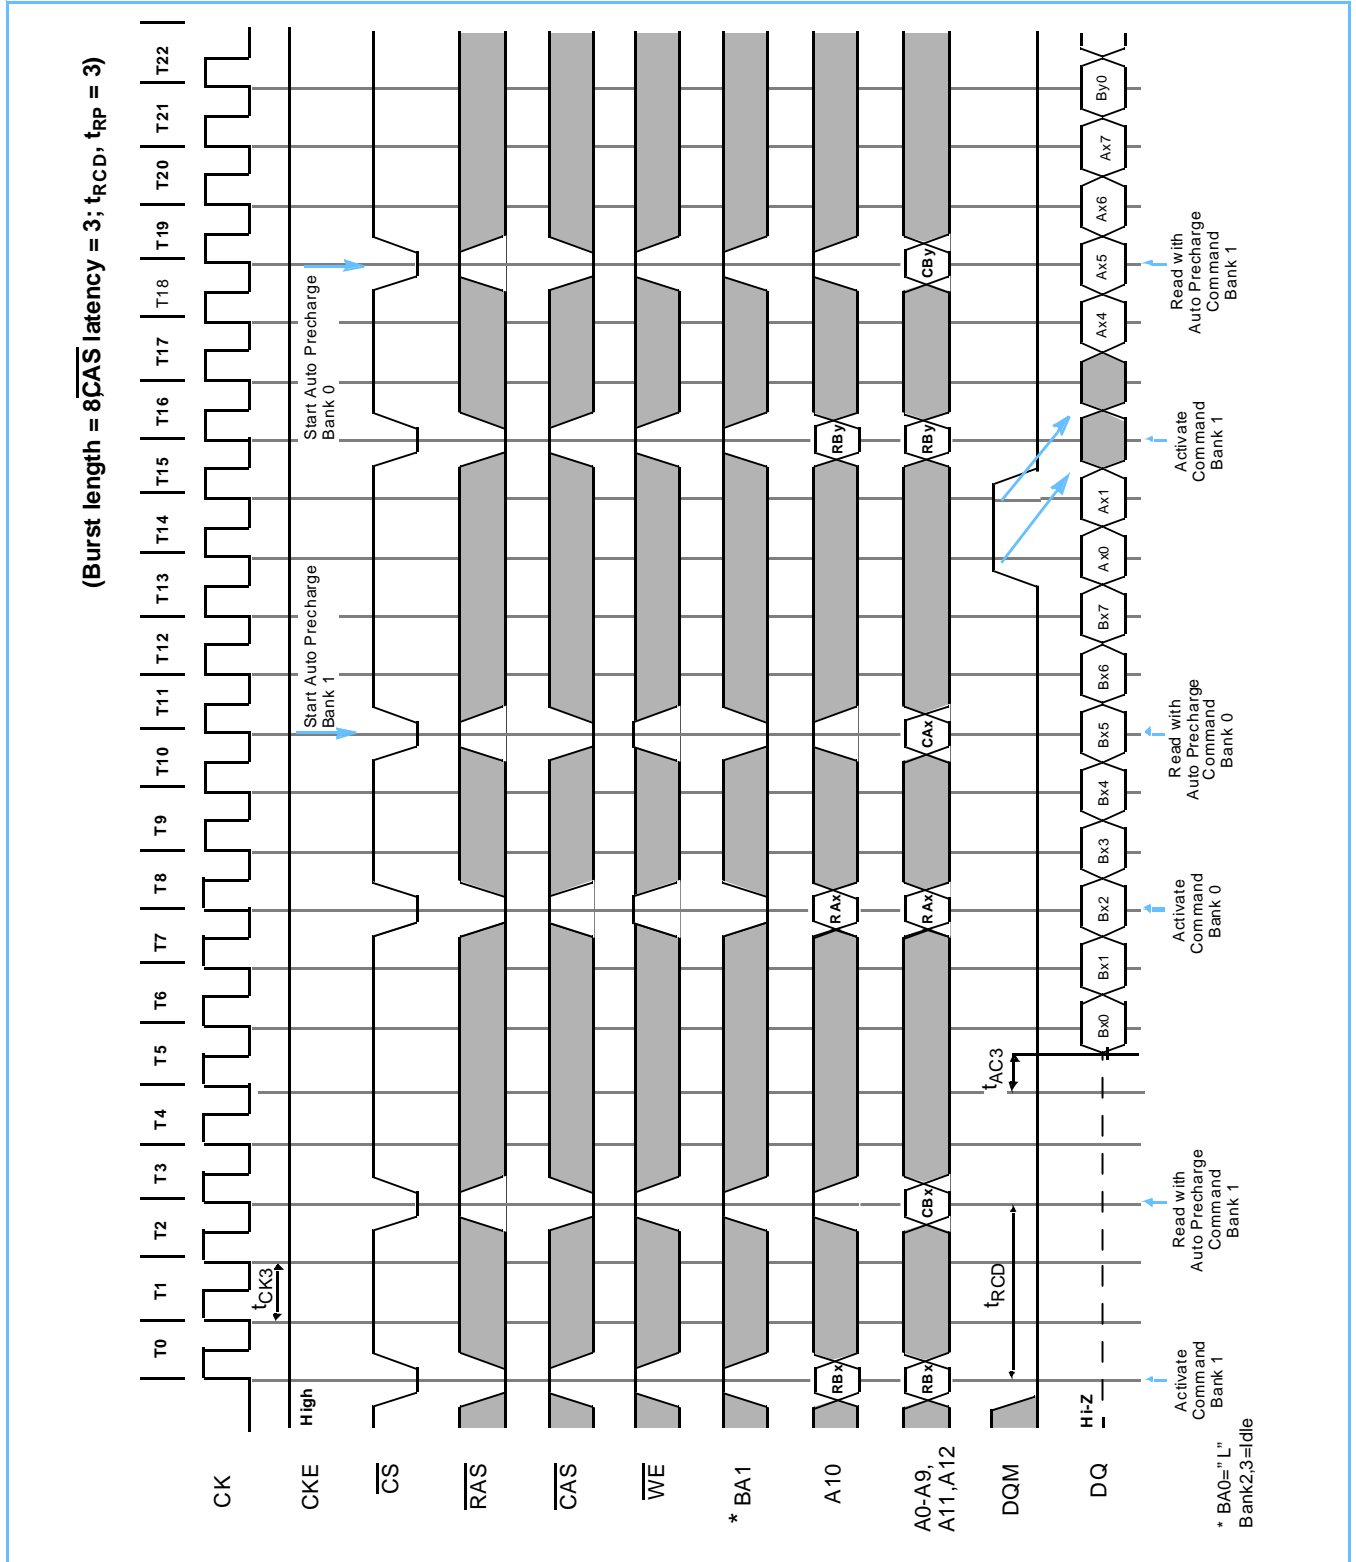 (Burst length = 8,CAS latency = 3; tRCD, tRP = 3)
T0 T1 T2 T3 T4 T5 T6 T7 T8 T9 T10 T11 T12 T13 T14 T15 T16 T17 T18 T19 T20 T21 T22
CK
tCK3
CKE
High
Start Auto Precharge
Bank 1
Start Auto Precharge
Bank 0
CS
RAS
CAS
WE
* BA1
A10
RBx RAx RBy
A0-A9,
A11,A12
RBx CBx RAx CAx RBy CBy
tRCD
tAC3
DQM
DQ
Hi-Z
Bx0 Bx1 Bx2 Bx3 Bx4 Bx5 Bx6 Bx7 Ax0 Ax1 Ax4 Ax5 Ax6 Ax7 By0
Activate
Command
Bank 1
Read with
Auto Precharge
Command
Bank 1
Activate
Command
Bank 0
Read with
Auto Precharge
Command
Bank 0
Activate
Command
Bank 1
Read with
Auto Precharge
Command
Bank 1
* BA0=”L”
Bank2,3=Idle